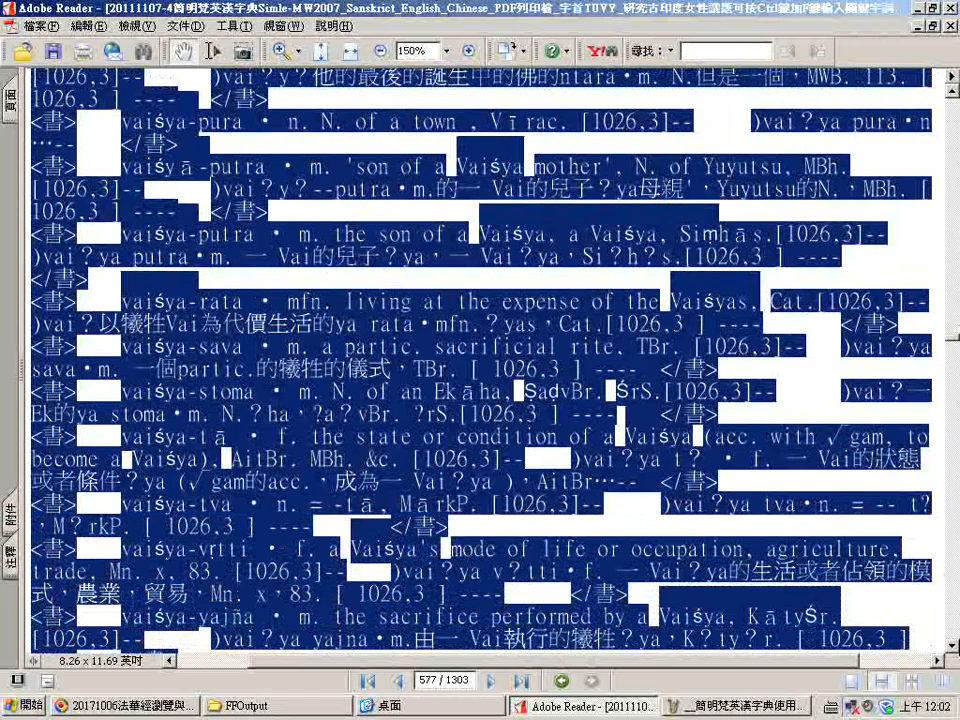 Adobe Reader - [20111107-4簡明梵英漢字典Simle-MW2007_Sanskrict_English_Chinese_PDF列印檔_字首TUVY_研究古印度女性議題可按Ctrl鍵加F鍵輸入關鍵字詞
檔案(F) 編輯(E) 檢視(V) 文件(D) 工具(T) 視窗(W) 說明(H)
150% Y! 尋找:
頁面
附件
注釋
[1026,3] )vai?y?他的最後的誕生中的佛的ntara·m. N.但是一個,MWB. 113. [
1026,3 ] ---- </書>
<書> vaiśya-pura · n. N. of a town , Vīrac. [1026,3]-- )vai?ya pura·n
…-- </書>
<書> vaiśyā-putra · m. 'son of a Vaiśya mother', N. of Yuyutsu, MBh.
[1026,3]-- )vai?y?--putra·m.的一 Vai的兒子?ya母親',Yuyutsu的N.,MBh. [
1026,3 ] ---- </書>
<書> vaiśya-putra · m. the son of a Vaiśya, a Vaiśya, Siṃhās.[1026,3]--
)vai?ya putra·m. 一 Vai的兒子?ya,一 Vai?ya,Si?h?s.[1026,3 ] ----
</書>
<書> vaiśya-rata · mfn. living at the expense of the Vaiśyas, Cat.[1026,3]--
)vai?以犧牲Vai為代價生活的ya rata·mfn.?yas,Cat.[1026,3 ] ---- </書>
<書> vaiśya-sava · m. a partic. sacrificial rite, TBr. [1026,3]-- )vai?ya
sava·m. 一個partic.的犧牲的儀式,TBr. [ 1026,3 ] ---- </書>
<書> vaiśya-stoma · m. N. of an Ekāha, ṢaḍvBr. ŚrS.[1026,3]-- )vai?一
Ek的ya stoma·m. N.?ha,?a?vBr. ?rS.[1026,3 ] ---- </書>
<書> vaiśya-tā · f. the state or condition of a Vaiśya (acc. with √gam, to
become a Vaiśya), AitBr. MBh. &c. [1026,3]-- )vai?ya t? · f. 一 Vai的狀態
或者條件?ya (√gam的acc.,成為一 Vai?ya ),AitBr…-- </書>
<書> vaiśya-tva · n. = -tā, MārkP. [1026,3]-- )vai?ya tva·n. = -- t?
,M?rkP. [ 1026,3 ] ---- </書>
<書> vaiśya-vrtti · f. a Vaiśya's mode of life or occupation, agriculture,
trade, Mn. x, 83. [1026,3]-- )vai?ya v?tti·f. 一 Vai?ya的生活或者佔領的模
式,農業,貿易,Mn. x,83. [ 1026,3 ] ---- </書>
<書> vaiśya-yajña · m. the sacrifice performed by a Vaiśya, KātyŚr.
[1026,3]-- )vai?ya yajna·m.由一 Vai執行的犧牲?ya,K?ty?r. [ 1026,3 ]
8.26 x 11.69 英吋
577 / 1303
開始 20171006法華經瀏覽與... FFOutput 桌面 Adobe Reader - [2011110... __簡明梵英漢字典使用... 上午 12:02